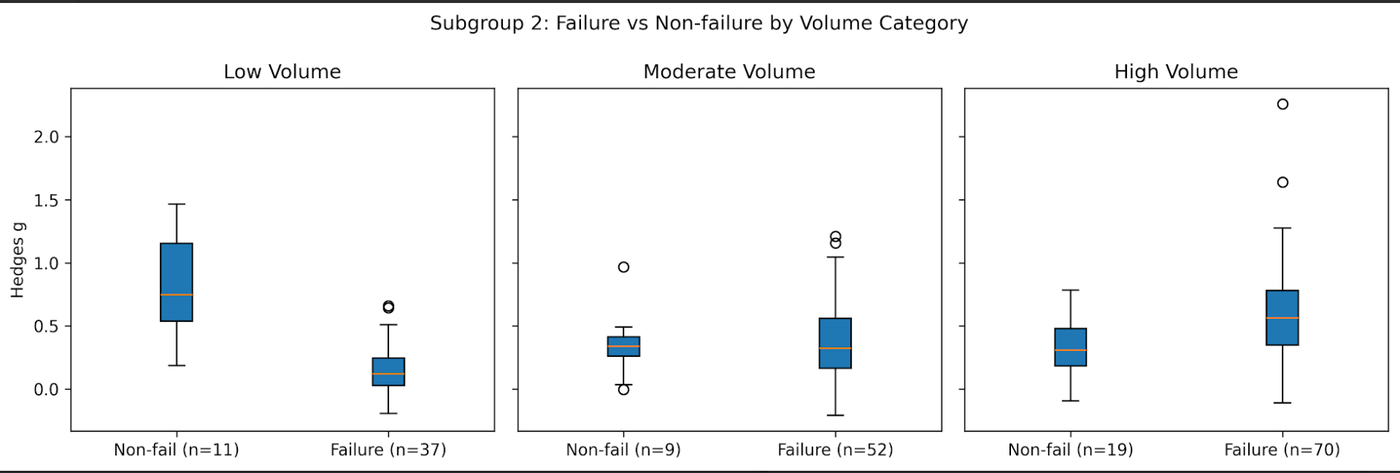 Subgroup 2: Failure vs Non-failure by Volume Category
Low Volume
Moderate Volume
High Volume
Hedges g
2.0
1.5
1.0
0.5
0.0
Non-fail (n=11)
Failure (n=37)
Non-fail (n=9)
Failure (n=52)
Non-fail (n=19)
Failure (n=70)